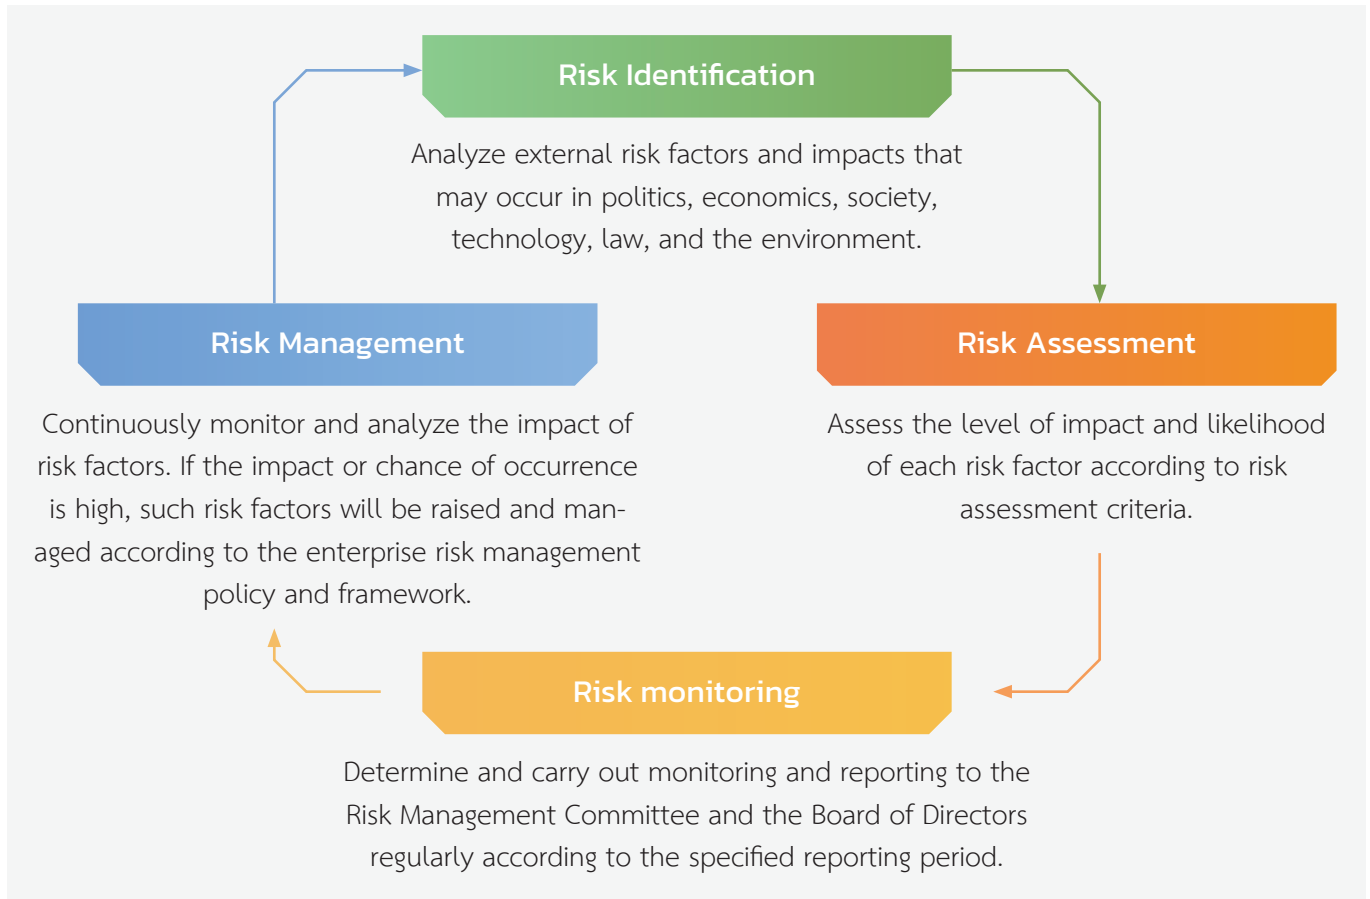 Risk Identification
Analyze external risk factors and impacts that
may occur in politics, economics, society,
technology, law, and the environment.
Risk Management
Continuously monitor and analyze the impact of
risk factors. If the impact or chance of occurrence
is high, such risk factors will be raised and man-
aged according to the enterprise risk management
policy and framework.
Risk Assessment
Assess the level of impact and likelihood
of each risk factor according to risk
assessment criteria.
Risk monitoring
Determine and carry out monitoring and reporting to the
Risk Management Committee and the Board of Directors
regularly according to the specified reporting period.